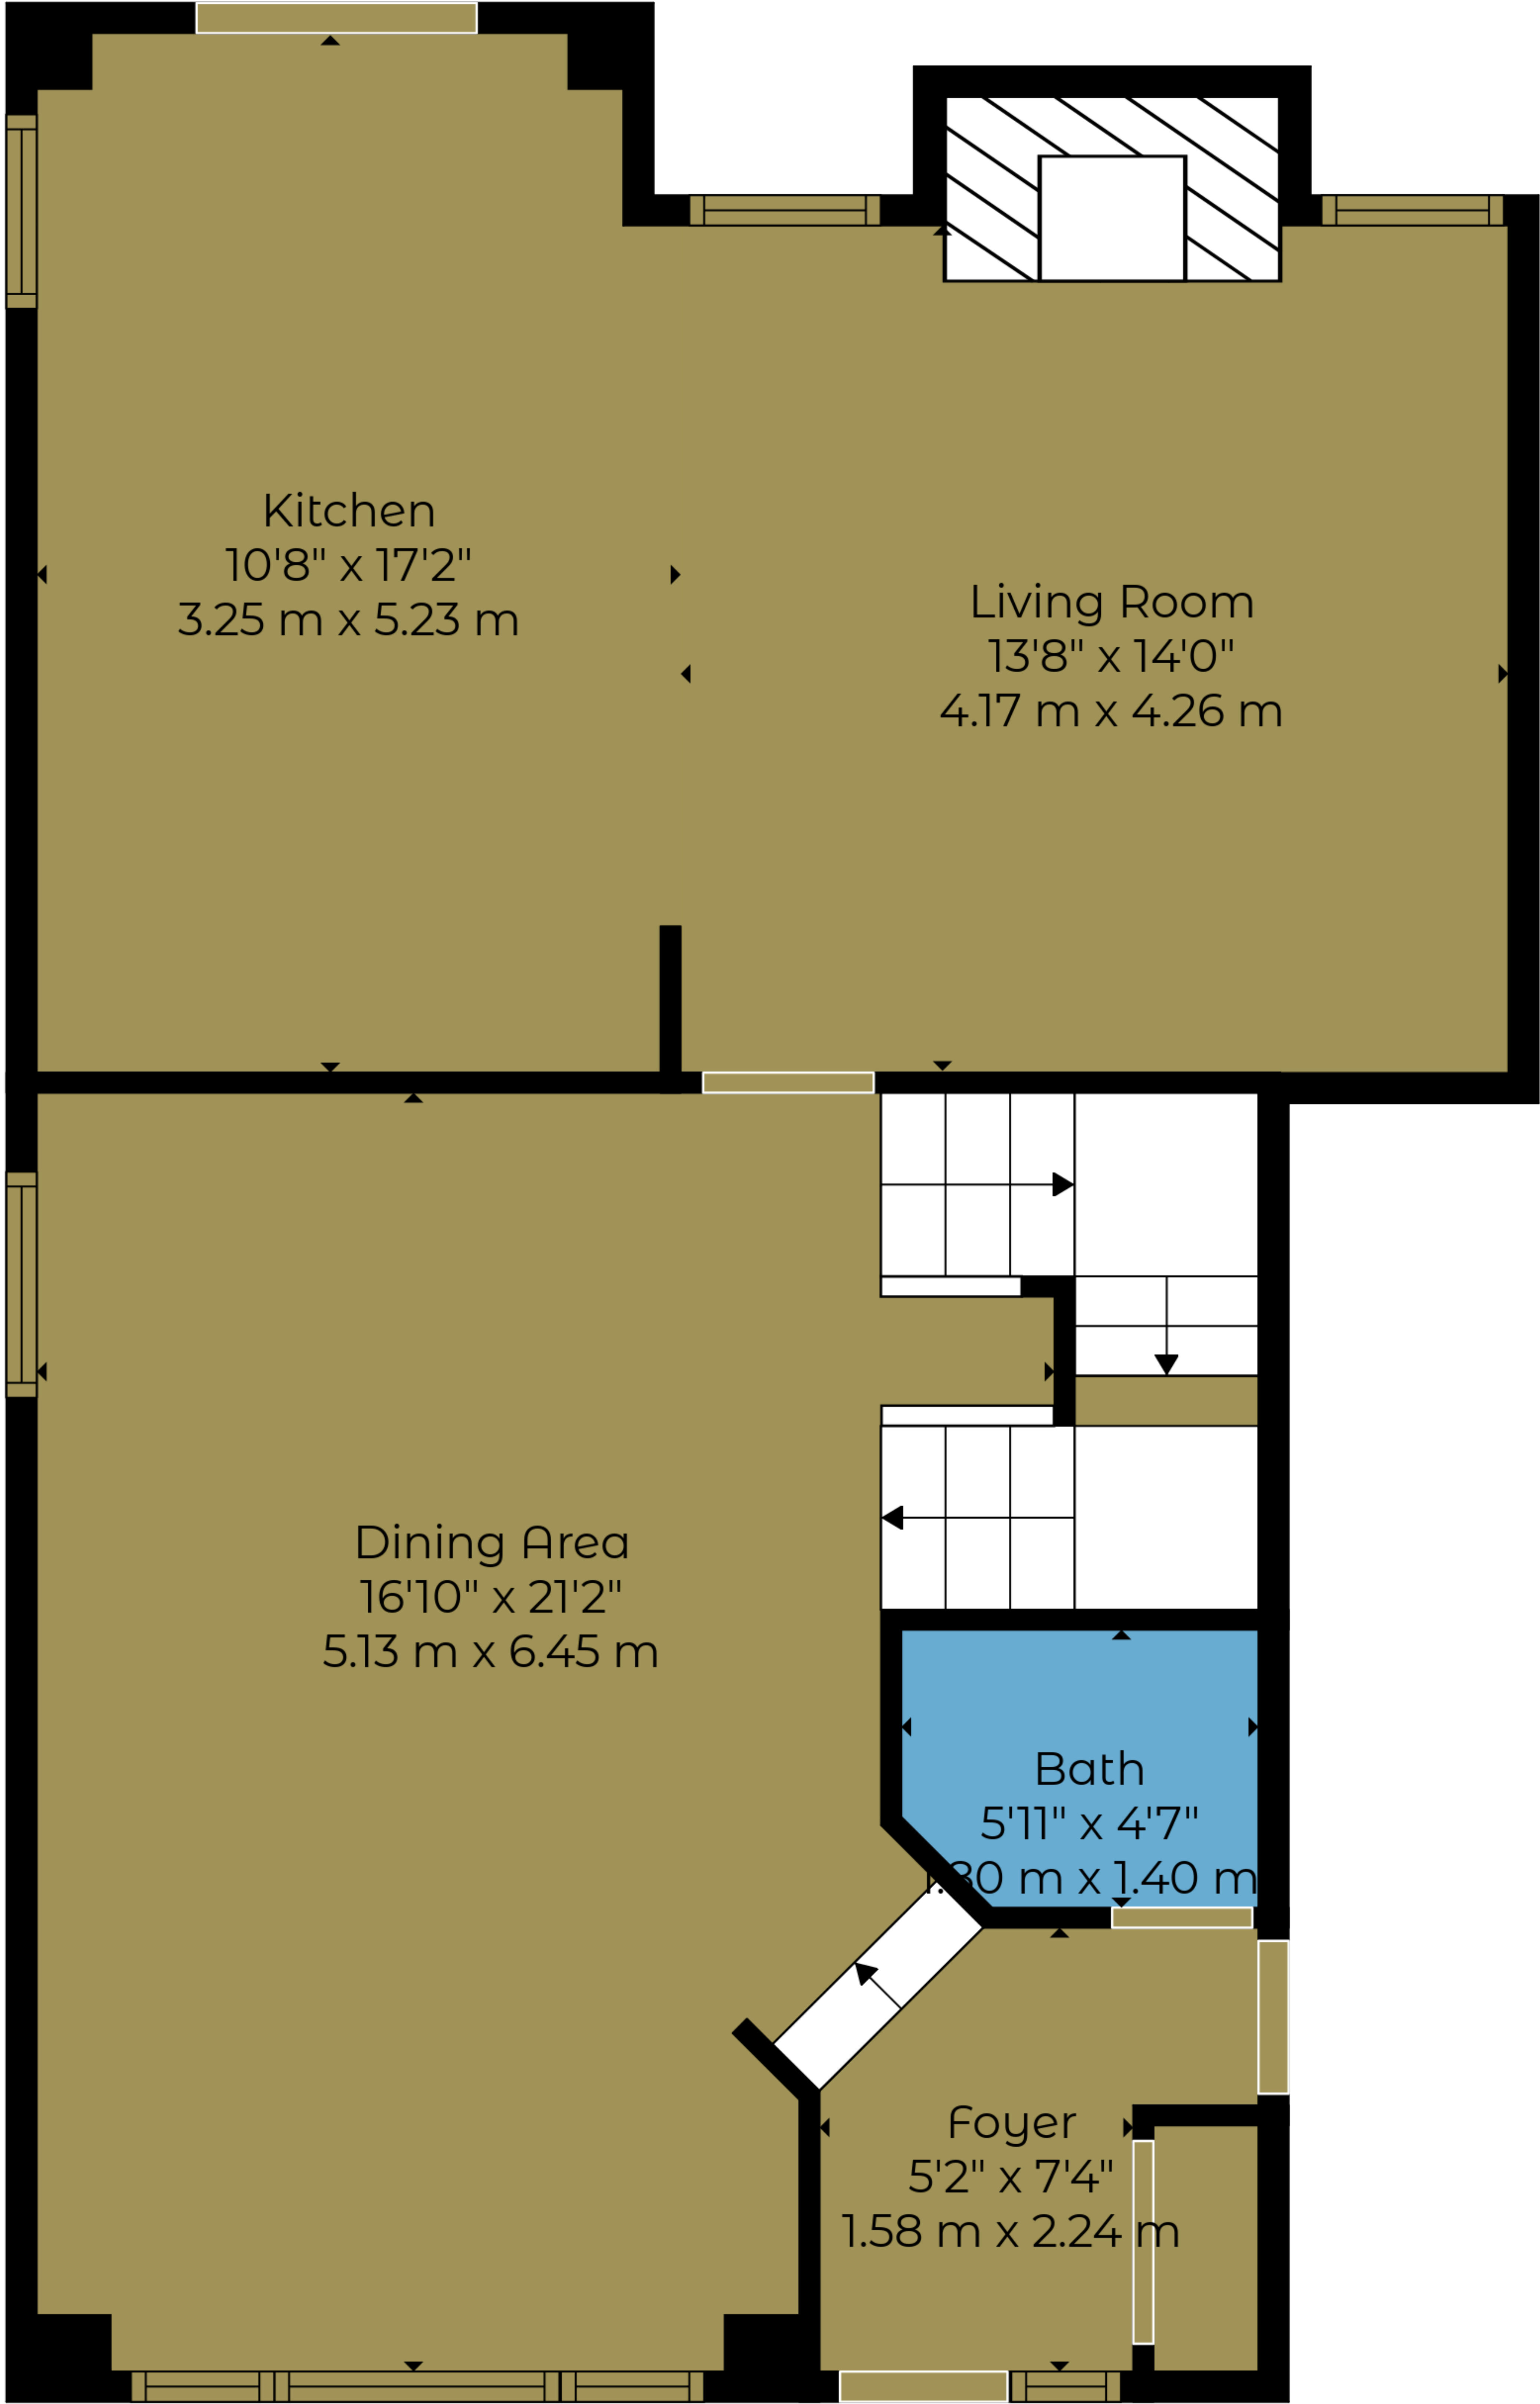 Kitchen
10'8" x 17'2"
3.25 m x 5.23 m
Living Room
13'8" x 14'0"
4.17 m x 4.26 m
Dining Area
16'10" x 21'2"
5.13 m x 6.45 m
Bath
5'11" x 4'7"
1.80 m x 1.40 m
Foyer
5'2" x 7'4"
1.58 m x 2.24 m